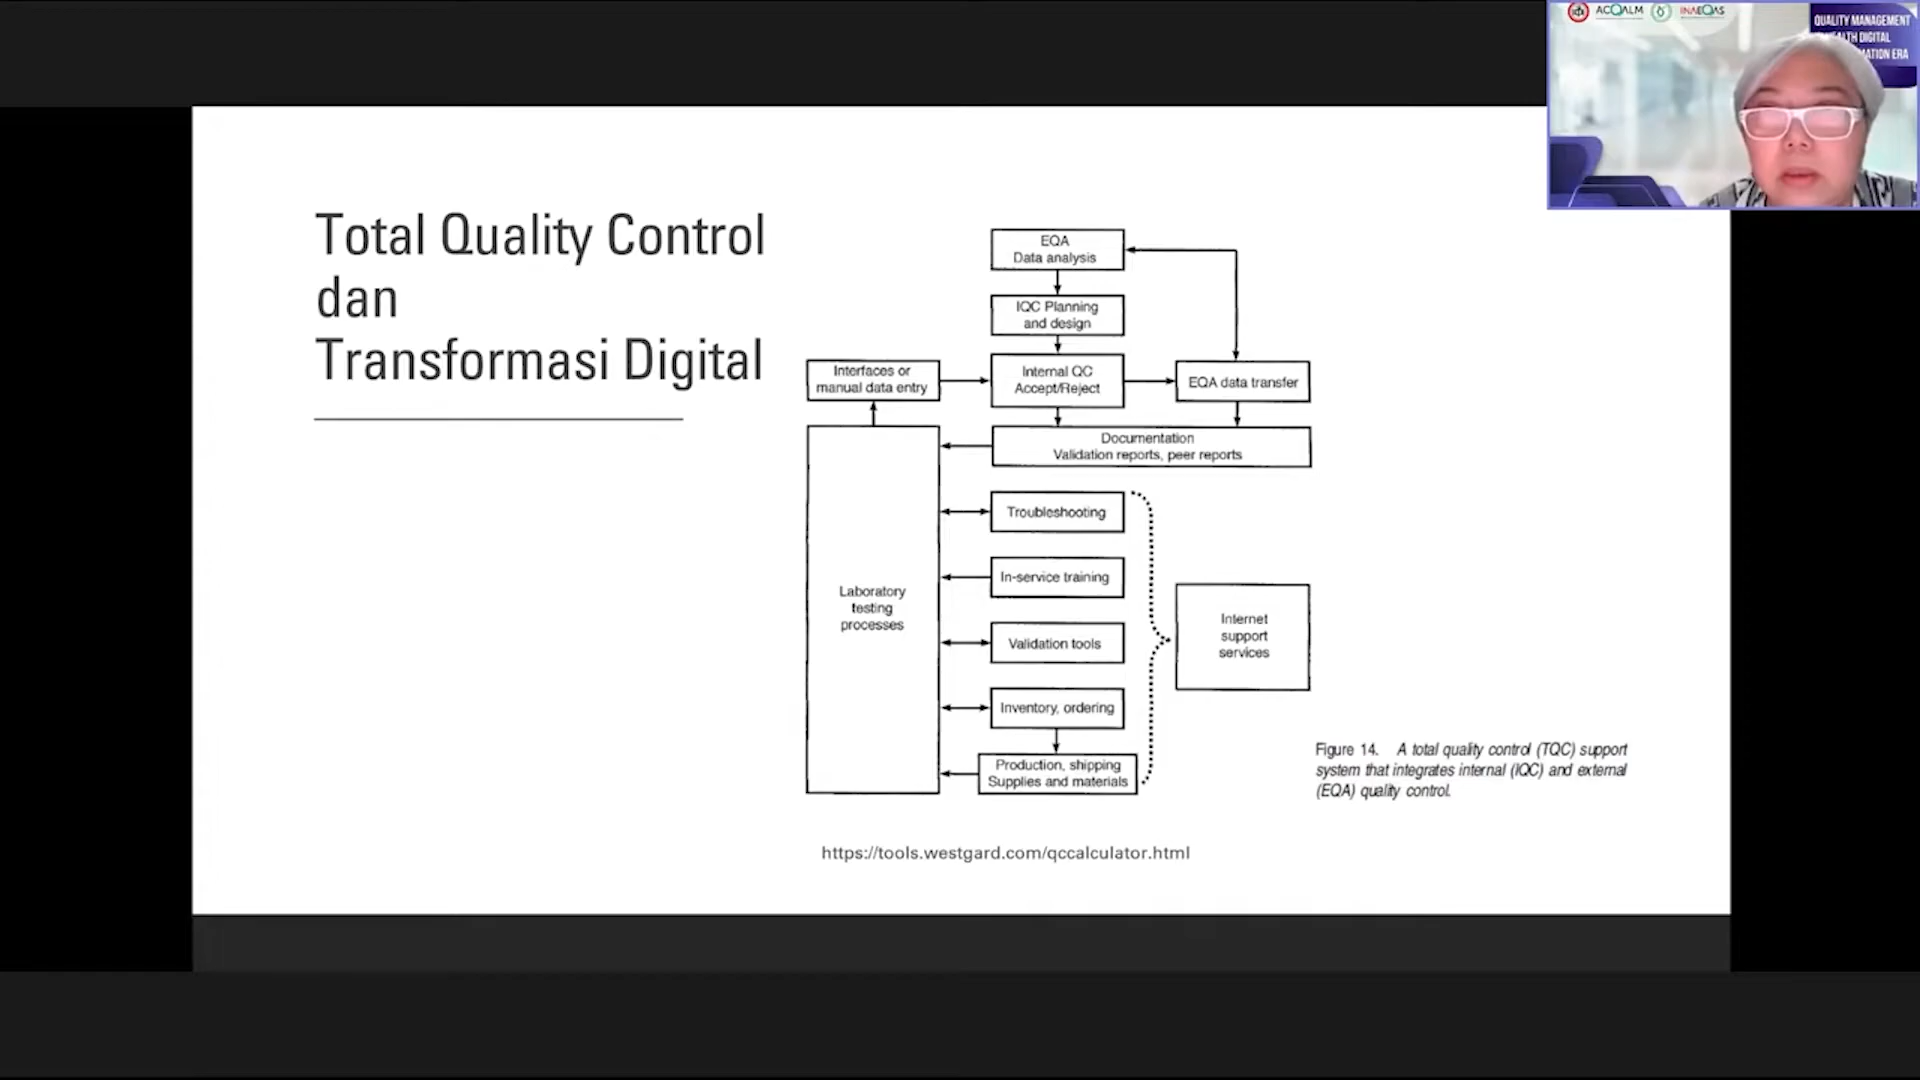 ACQALM
INAEQAS
QUALITY MANAGEMENT
DIGITAL
ERA
Total Quality Control
dan
Transformasi Digital
EQA
Data analysis
IQC Planning
and design
Interfaces or
manual data entry
Internal QC
Accept/Reject
EQA data transfer
Documentation
Validation reports, peer reports
Laboratory
testing
processes
Troubleshooting
In-service training
Validation tools
Inventory, ordering
Production, shipping
Supplies and materials
Internet
support
services
Figure 14. A total quality control (TQC) support
system that integrates internal (IQC) and external
(EQA) quality control.
https://tools.westgard.com/qccalculator.html